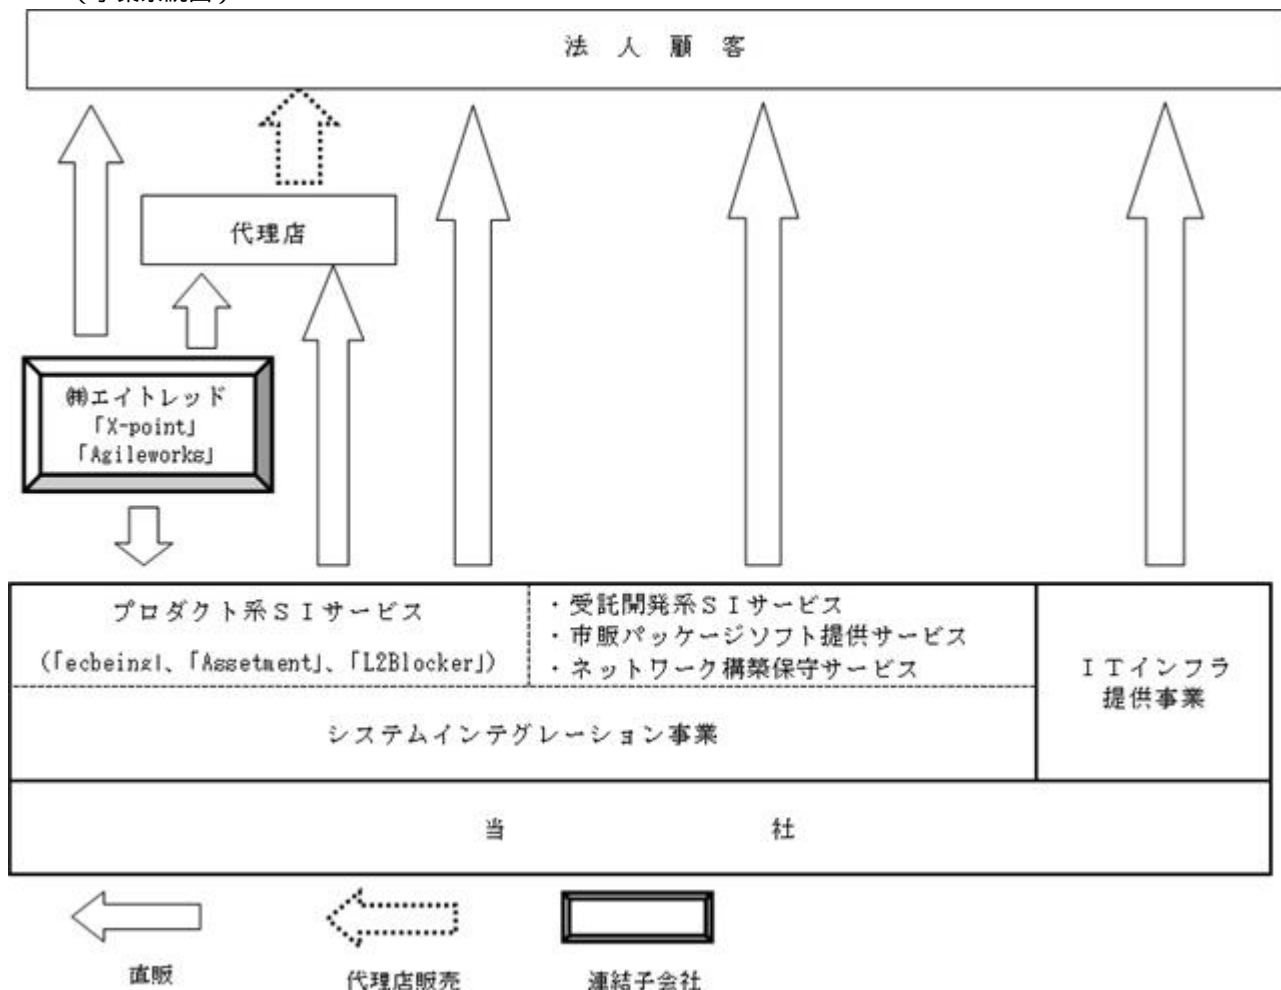 法人顧客
代理店
㈱エイトレッド
「X-point」
「Agileworks」
プロダクト系ＳＩサービス
(「ecbeing」、「Assetment」、「L2Blocker」)
・受託開発系ＳＩサービス
・市販パッケージソフト提供サービス
・ネットワーク構築保守サービス
ＩＴインフラ
提供事業
システムインテグレーション事業
当社
直販
代理店販売
連結子会社